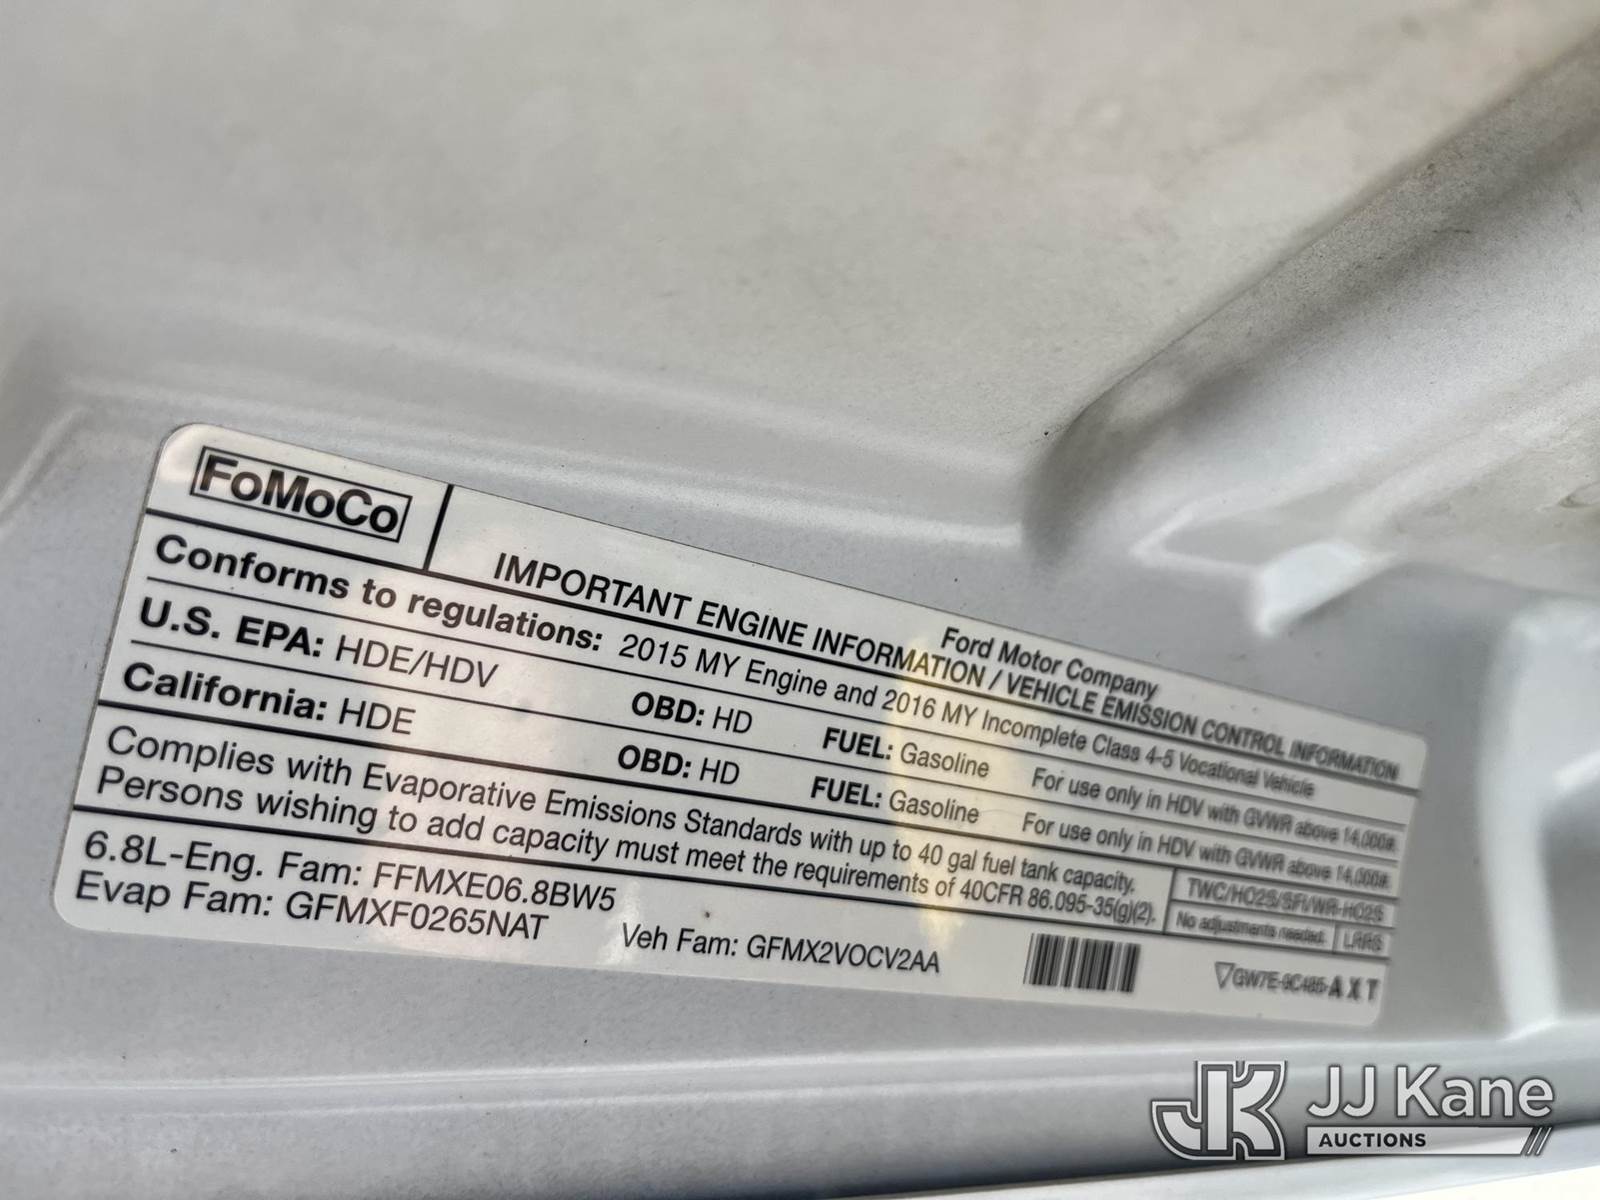 FoMoCo
Ford Motor Company
IMPORTANT ENGINE INFORMATION / VEHICLE EMISSION CONTROL INFORMATION
Conforms to regulations: 2015 MY Engine and 2016 MY Incomplete Class 4-5 Vocational Vehicle
U.S. EPA: HDE/HDV OBD: HD FUEL: Gasoline For use only in HDV with GVWR above 14,000#.
California: HDE OBD: HD FUEL: Gasoline For use only in HDV with GVWR above 14,000#.
Complies with Evaporative Emissions Standards with up to 40 gal fuel tank capacity.
Persons wishing to add capacity must meet the requirements of 40CFR 86.095-35(g)(2).
TWC/HO2S/SFI/WR-HO2S
No adjustments needed.
6.8L-Eng. Fam: FFMXE06.8BW5
Evap Fam: GFMXF0265NAT
Veh Fam: GFMX2VOCV2AA
GW7E-9C485-AXT
JK JJ Kane
AUCTIONS